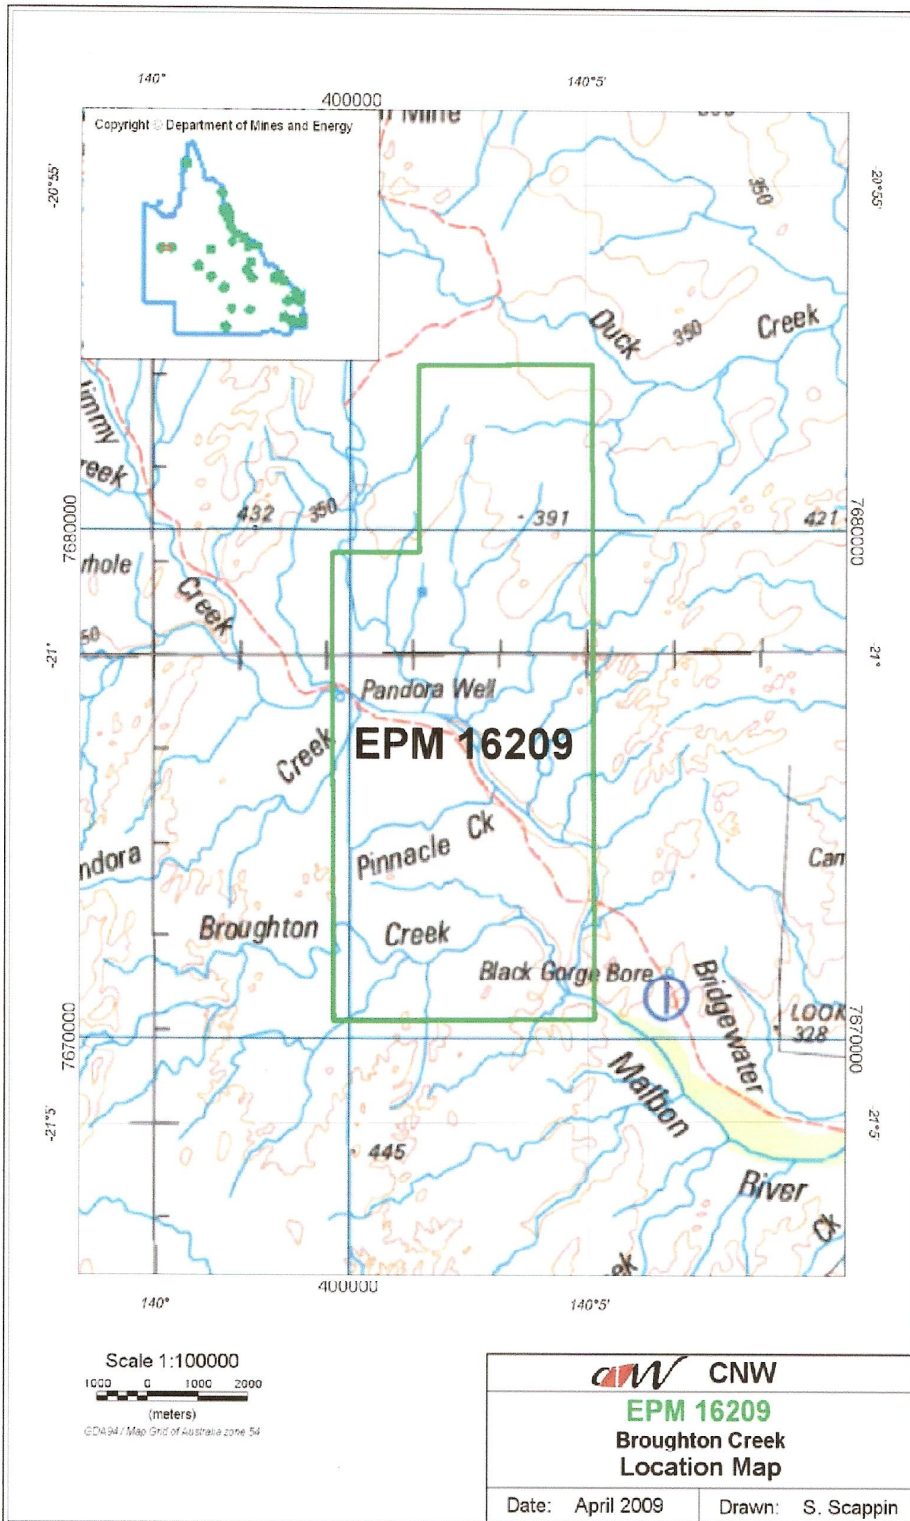 140°
140°5'
400000
Copyright © Department of Mines and Energy
Mine
-20°55'
-20°55'
350
Duck
Creek
350
Jimmy
reek
432
350
391
421
7680000
7680000
rhole
Creek
50
-21°
-21°
Pandora Well
EPM 16209
Creek
Pinnacle Ck
ndora
Can
Broughton
Creek
Black Gorge Bore
Bridgewater
LOOK
328
7670000
7670000
Malbon
-21°5'
-21°5'
445
River
Ck
ek
400000
140°
140°5'
Scale 1:100000
1000 0 1000 2000
(meters)
GDA94 / Map Grid of Australia zone 54
CNW CNW
EPM 16209
Broughton Creek
Location Map
Date: April 2009
Drawn: S. Scappin